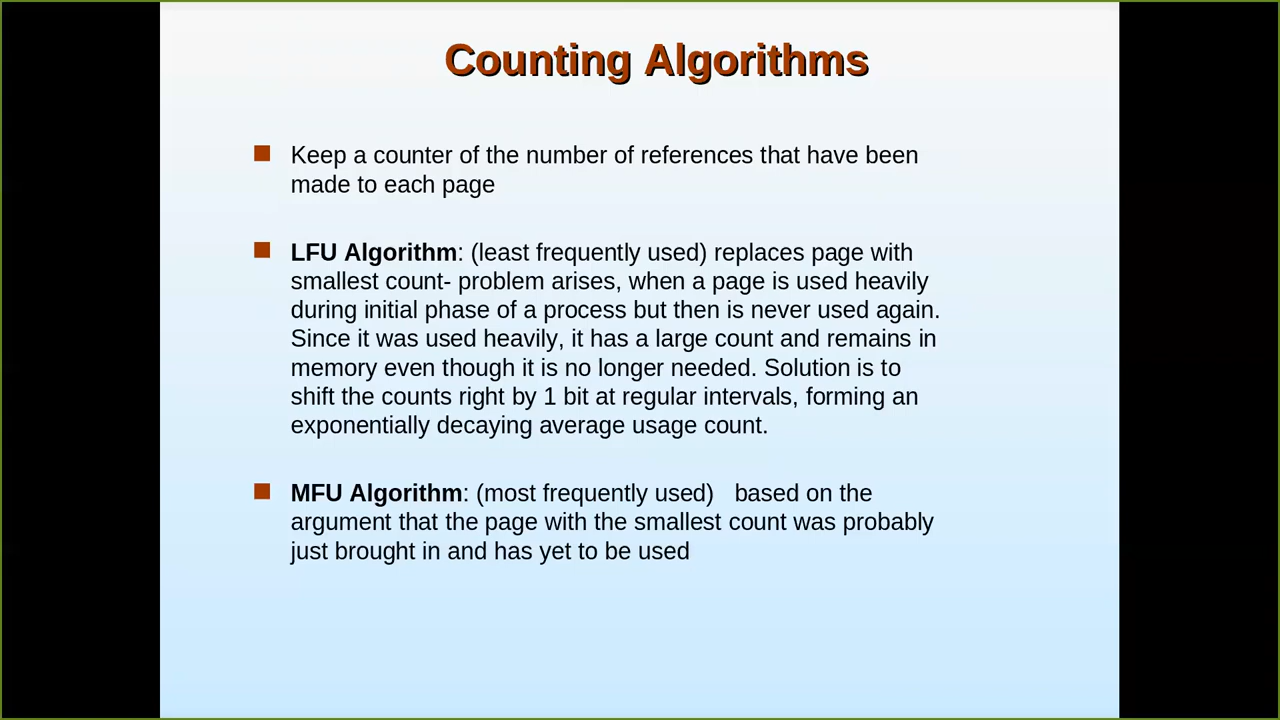 Counting Algorithms
Keep a counter of the number of references that have been
made to each page
LFU Algorithm: (least frequently used) replaces page with
smallest count- problem arises, when a page is used heavily
during initial phase of a process but then is never used again.
Since it was used heavily, it has a large count and remains in
memory even though it is no longer needed. Solution is to
shift the counts right by 1 bit at regular intervals, forming an
exponentially decaying average usage count.
MFU Algorithm: (most frequently used)   based on the
argument that the page with the smallest count was probably
just brought in and has yet to be used